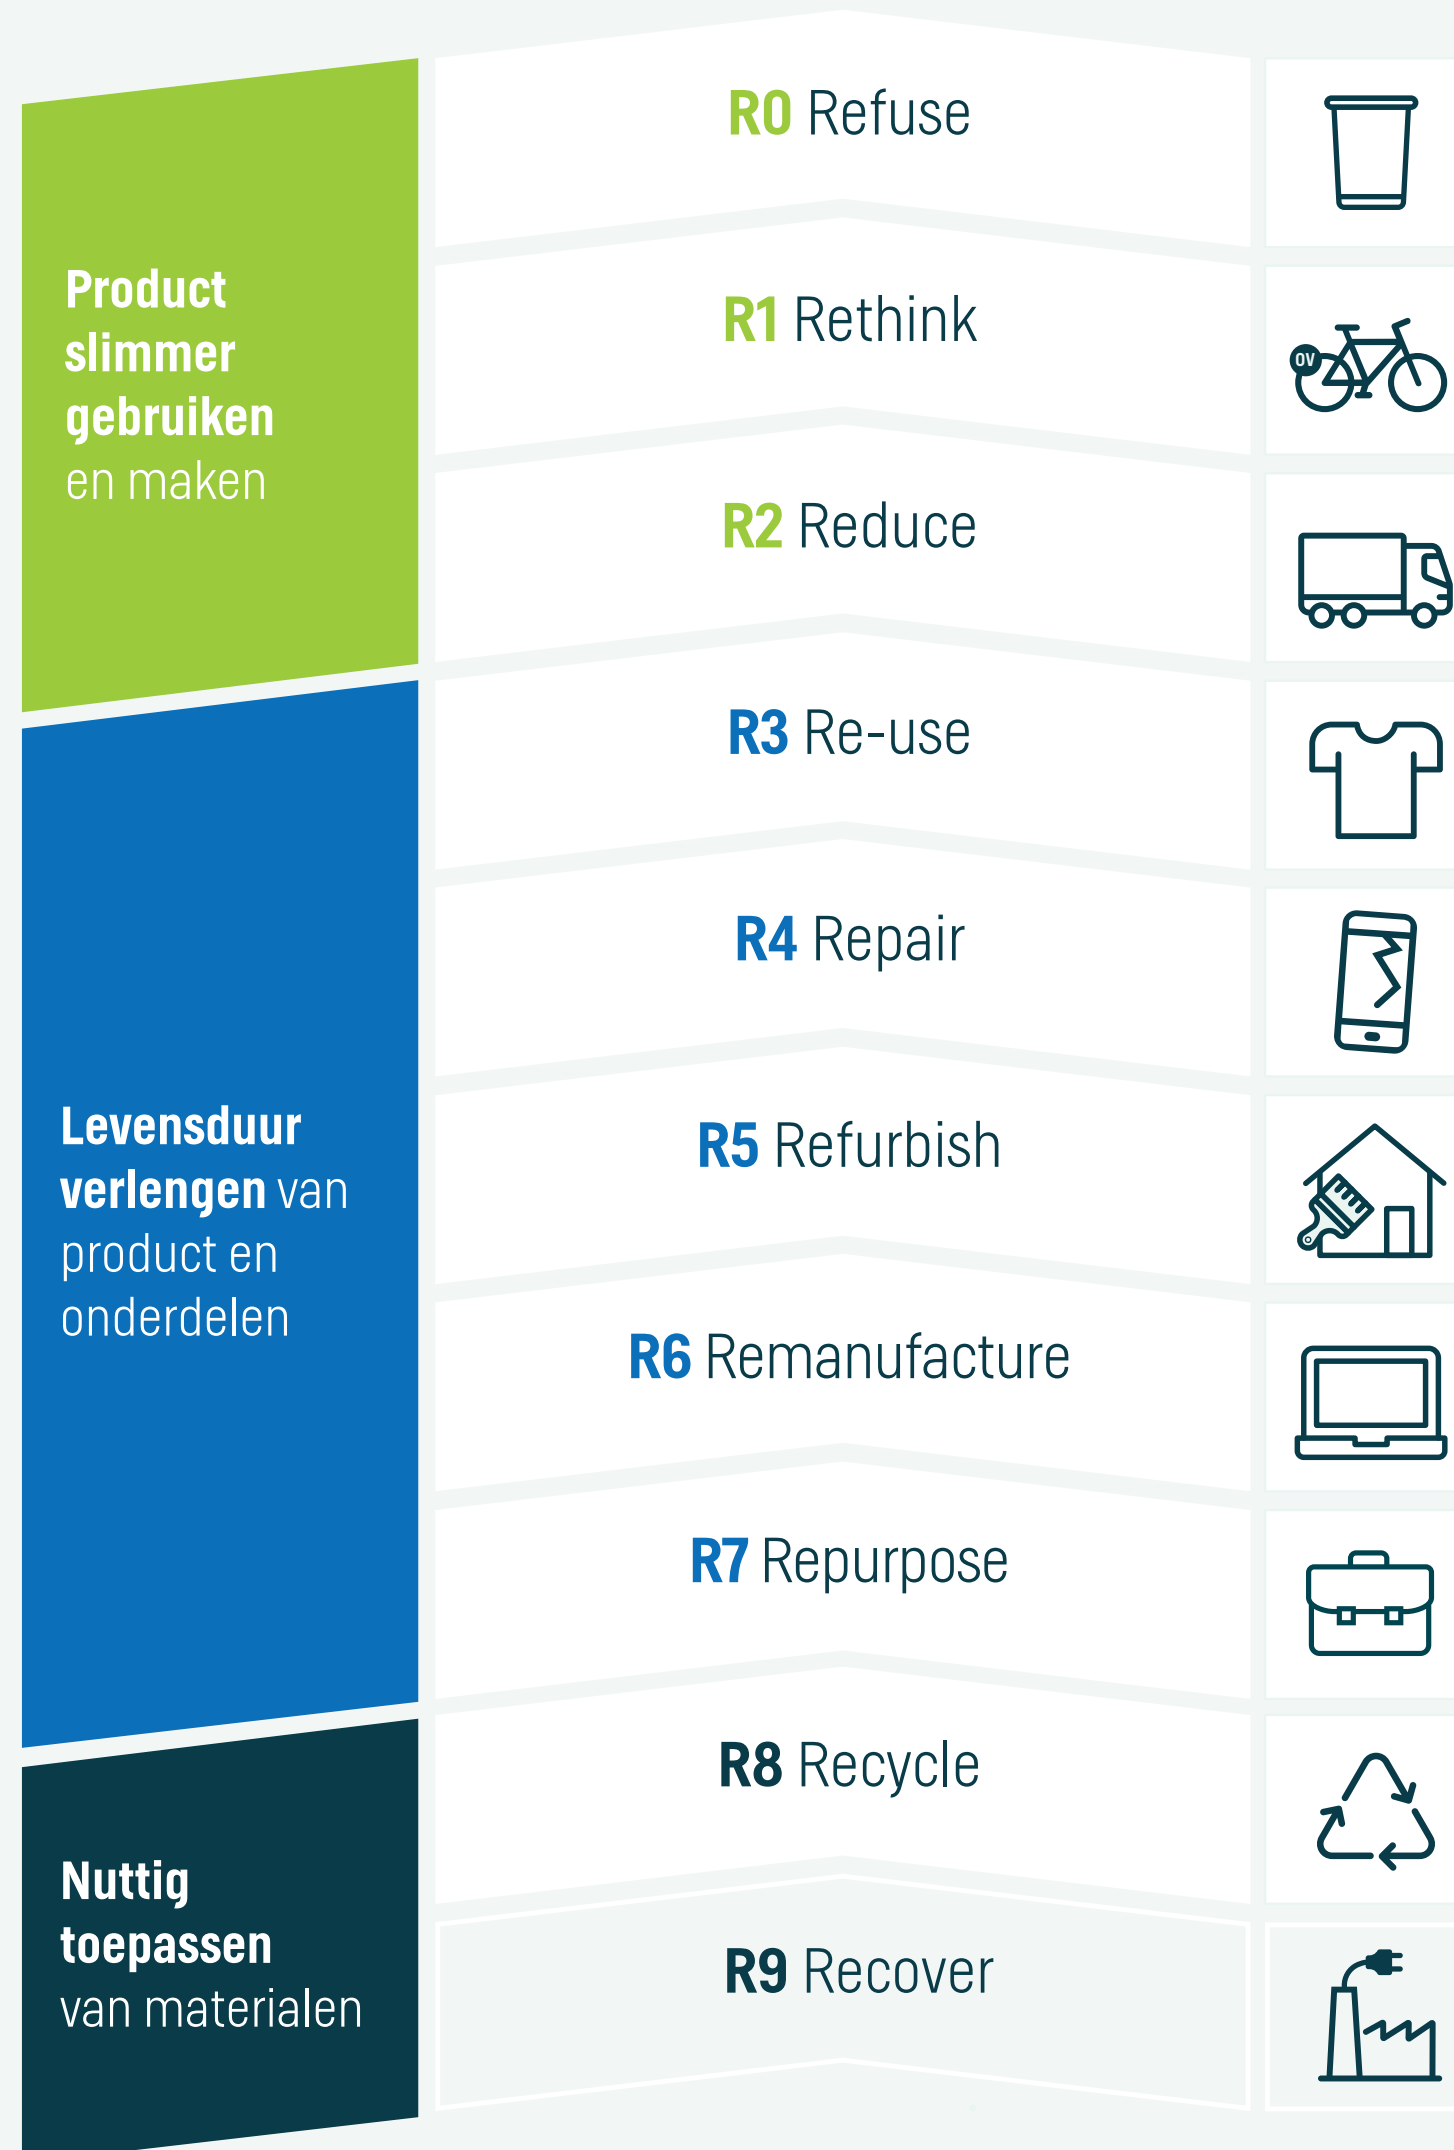 Product
slimmer
gebruiken
en maken
R0 Refuse
R1 Rethink
OV
R2 Reduce
Levensduur
verlengen van
product en
onderdelen
R3 Re-use
R4 Repair
R5 Refurbish
R6 Remanufacture
R7 Repurpose
Nuttig
toepassen
van materialen
R8 Recycle
R9 Recover